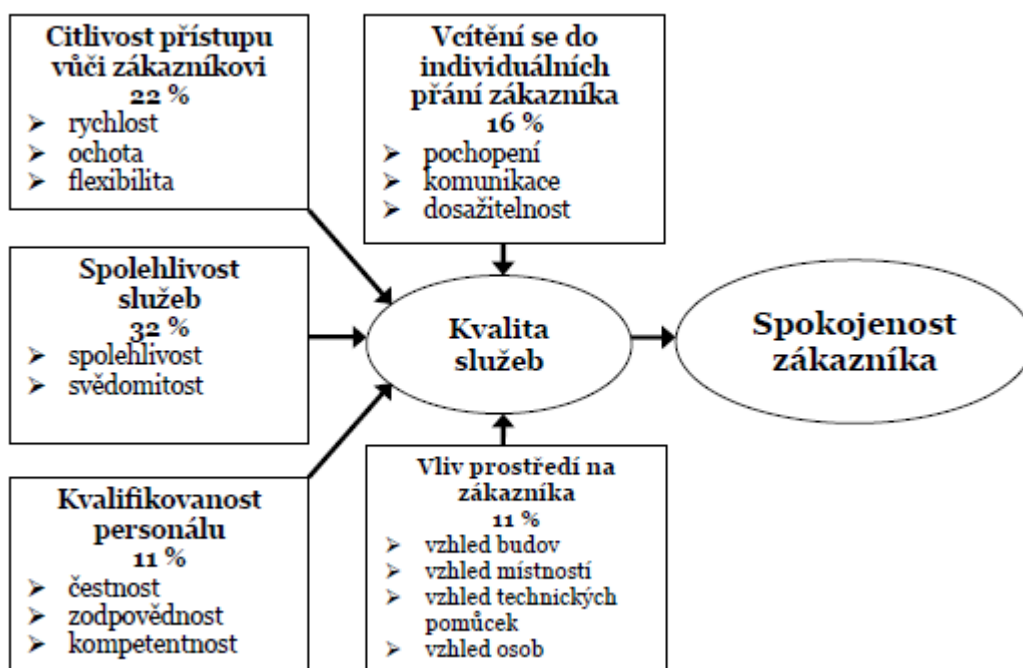 Citlivost přístupu
vůči zákazníkovi
22 %
➢ rychlost
➢ ochota
➢ flexibilita
Vcítění se do
individuálních
přání zákazníka
16 %
➢ pochopení
➢ komunikace
➢ dosažitelnost
Spolehlivost
služeb
32 %
➢ spolehlivost
➢ svědomitost
Kvalita
služeb
Spokojenost
zákazníka
Kvalifikovanost
personálu
11 %
➢ čestnost
➢ zodpovědnost
➢ kompetentnost
Vliv prostředí na
zákazníka
11 %
➢ vzhled budov
➢ vzhled místností
➢ vzhled technických
pomůcek
➢ vzhled osob